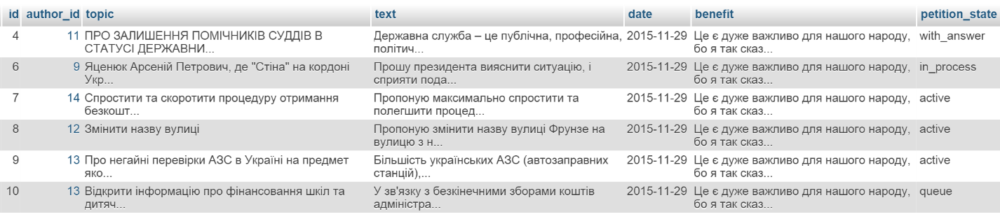 id author_id topic text date benefit petition_state
4 11 ПРО ЗАЛИШЕННЯ ПОМІЧНИКІВ СУДДІВ В Державна служба – це публічна, професійна, 2015-11-29 Це є дуже важливо для нашого народу, with_answer
СТАТУСІ ДЕРЖАВНИ... політич... бо я так сказ...
6 9 Яценюк Арсеній Петрович, де "Стіна" на кордоні Прошу президента вияснити ситуацію, і 2015-11-29 Це є дуже важливо для нашого народу, in_process
Укр... сприяти пода... бо я так сказ...
7 14 Спростити та скоротити процедуру отримання Пропоную максимально спростити та 2015-11-29 Це є дуже важливо для нашого народу, active
безкошт... полегшити процед... бо я так сказ...
8 12 Змінити назву вулиці Пропоную змінити назву вулиці Фрунзе на 2015-11-29 Це є дуже важливо для нашого народу, active
вулицю з н... бо я так сказ...
9 13 Про негайні перевірки АЗС в Україні на предмет Більшість українських АЗС (автозаправних 2015-11-29 Це є дуже важливо для нашого народу, active
яко... станцій),... бо я так сказ...
10 13 Відкрити інформацію про фінансовання шкіл та У зв'язку з безкінечними зборами коштів 2015-11-29 Це є дуже важливо для нашого народу, queue
дитяч... адміністра... бо я так сказ...